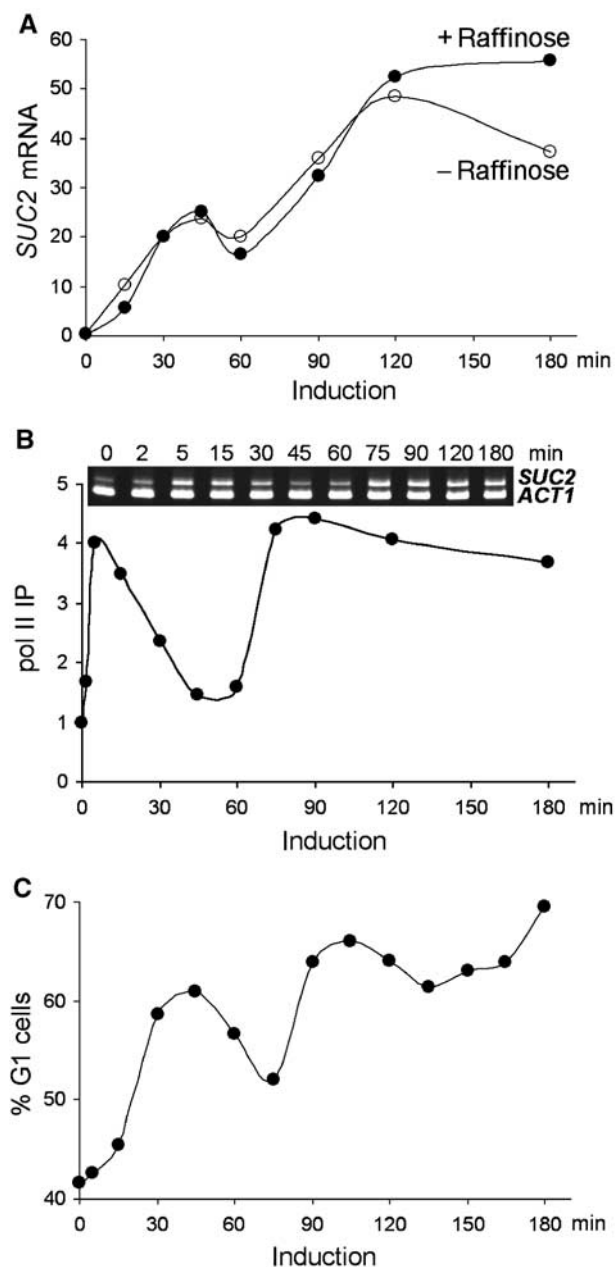 A
+ Raffinose
60
50
40
30
20
10
0
SUC2 mRNA
– Raffinose
0 30 60 90 120 150 180 min
Induction
B
0 2 5 15 30 45 60 75 90 120 180 min
SUC2
ACT1
5
4
3
2
1
0
pol II IP
0 30 60 90 120 150 180 min
Induction
C
70
60
50
40
% G1 cells
0 30 60 90 120 150 180 min
Induction